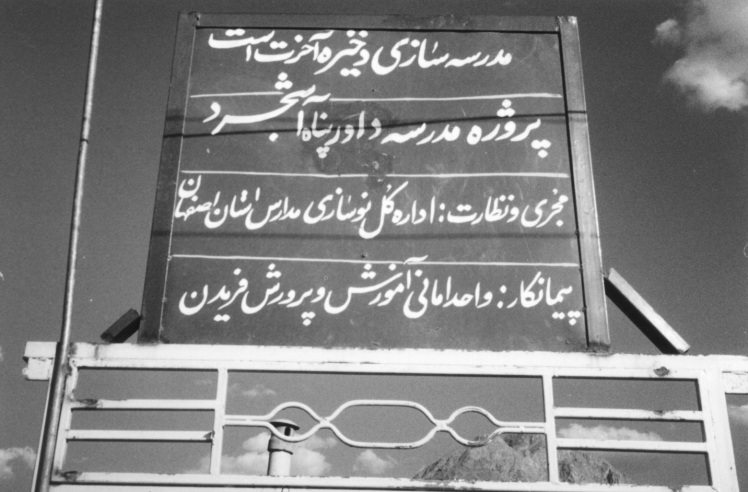 مدرسه سازی ذخیره آخرت است
پروژه مدرسه داورپناه آشجرد
مجری و نظارت: اداره کل نوسازی مدارس استان اصفهان
پیمانکار: واحد امانی آموزش و پرورش فریدن